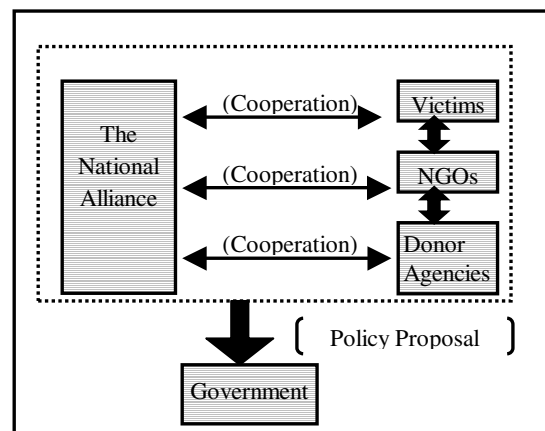 The
National
Alliance
(Cooperation)
Victims
(Cooperation)
NGOs
(Cooperation)
Donor
Agencies
Policy Proposal
Government